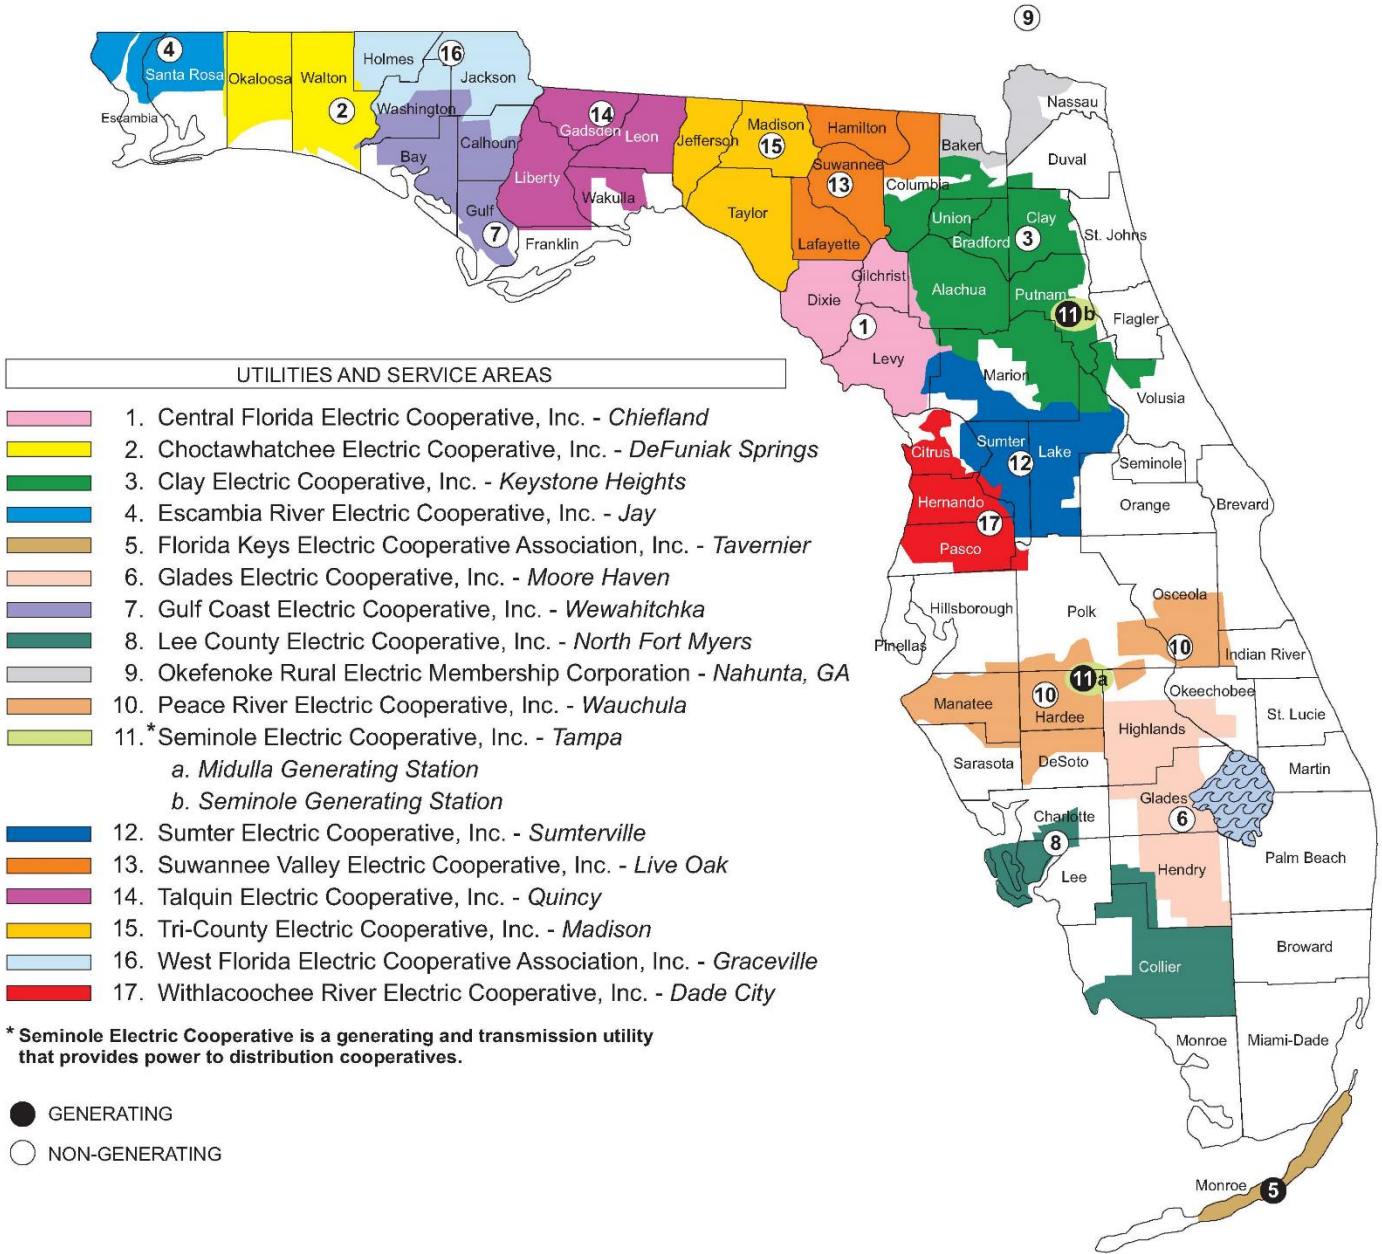 9
4
16
Holmes
Santa Rosa
Okaloosa
Walton
Jackson
Nassau
2
Washington
14
Madison
Hamilton
Escambia
Gadsden
Leon
Jefferson
15
Baker
Calhoun
Duval
Bay
Suwannee
Liberty
13
Columbia
Wakulla
Gulf
Taylor
Union
Clay
7
Franklin
Lafayette
Bradford
3
St. Johns
Gilchrist
Dixie
Alachua
Putnam
11 b
Flagler
1
Levy
Marion
Volusia
UTILITIES AND SERVICE AREAS
1. Central Florida Electric Cooperative, Inc. - Chiefland
2. Choctawhatchee Electric Cooperative, Inc. - DeFuniak Springs
3. Clay Electric Cooperative, Inc. - Keystone Heights
4. Escambia River Electric Cooperative, Inc. - Jay
5. Florida Keys Electric Cooperative Association, Inc. - Tavernier
6. Glades Electric Cooperative, Inc. - Moore Haven
7. Gulf Coast Electric Cooperative, Inc. - Wewahitchka
8. Lee County Electric Cooperative, Inc. - North Fort Myers
9. Okefenoke Rural Electric Membership Corporation - Nahunta, GA
10. Peace River Electric Cooperative, Inc. - Wauchula
11.*Seminole Electric Cooperative, Inc. - Tampa
a. Midulla Generating Station
b. Seminole Generating Station
12. Sumter Electric Cooperative, Inc. - Sumterville
13. Suwannee Valley Electric Cooperative, Inc. - Live Oak
14. Talquin Electric Cooperative, Inc. - Quincy
15. Tri-County Electric Cooperative, Inc. - Madison
16. West Florida Electric Cooperative Association, Inc. - Graceville
17. Withlacoochee River Electric Cooperative, Inc. - Dade City
* Seminole Electric Cooperative is a generating and transmission utility
that provides power to distribution cooperatives.
GENERATING
NON-GENERATING
Citrus
Sumter
Lake
12
Seminole
Hernando
17
Orange
Brevard
Pasco
Hillsborough
Polk
Osceola
Pinellas
10
Indian River
11 a
Manatee
10
Hardee
Okeechobee
Highlands
St. Lucie
Sarasota
DeSoto
Martin
Charlotte
Glades
6
8
Lee
Hendry
Palm Beach
Collier
Broward
Monroe
Miami-Dade
Monroe
5